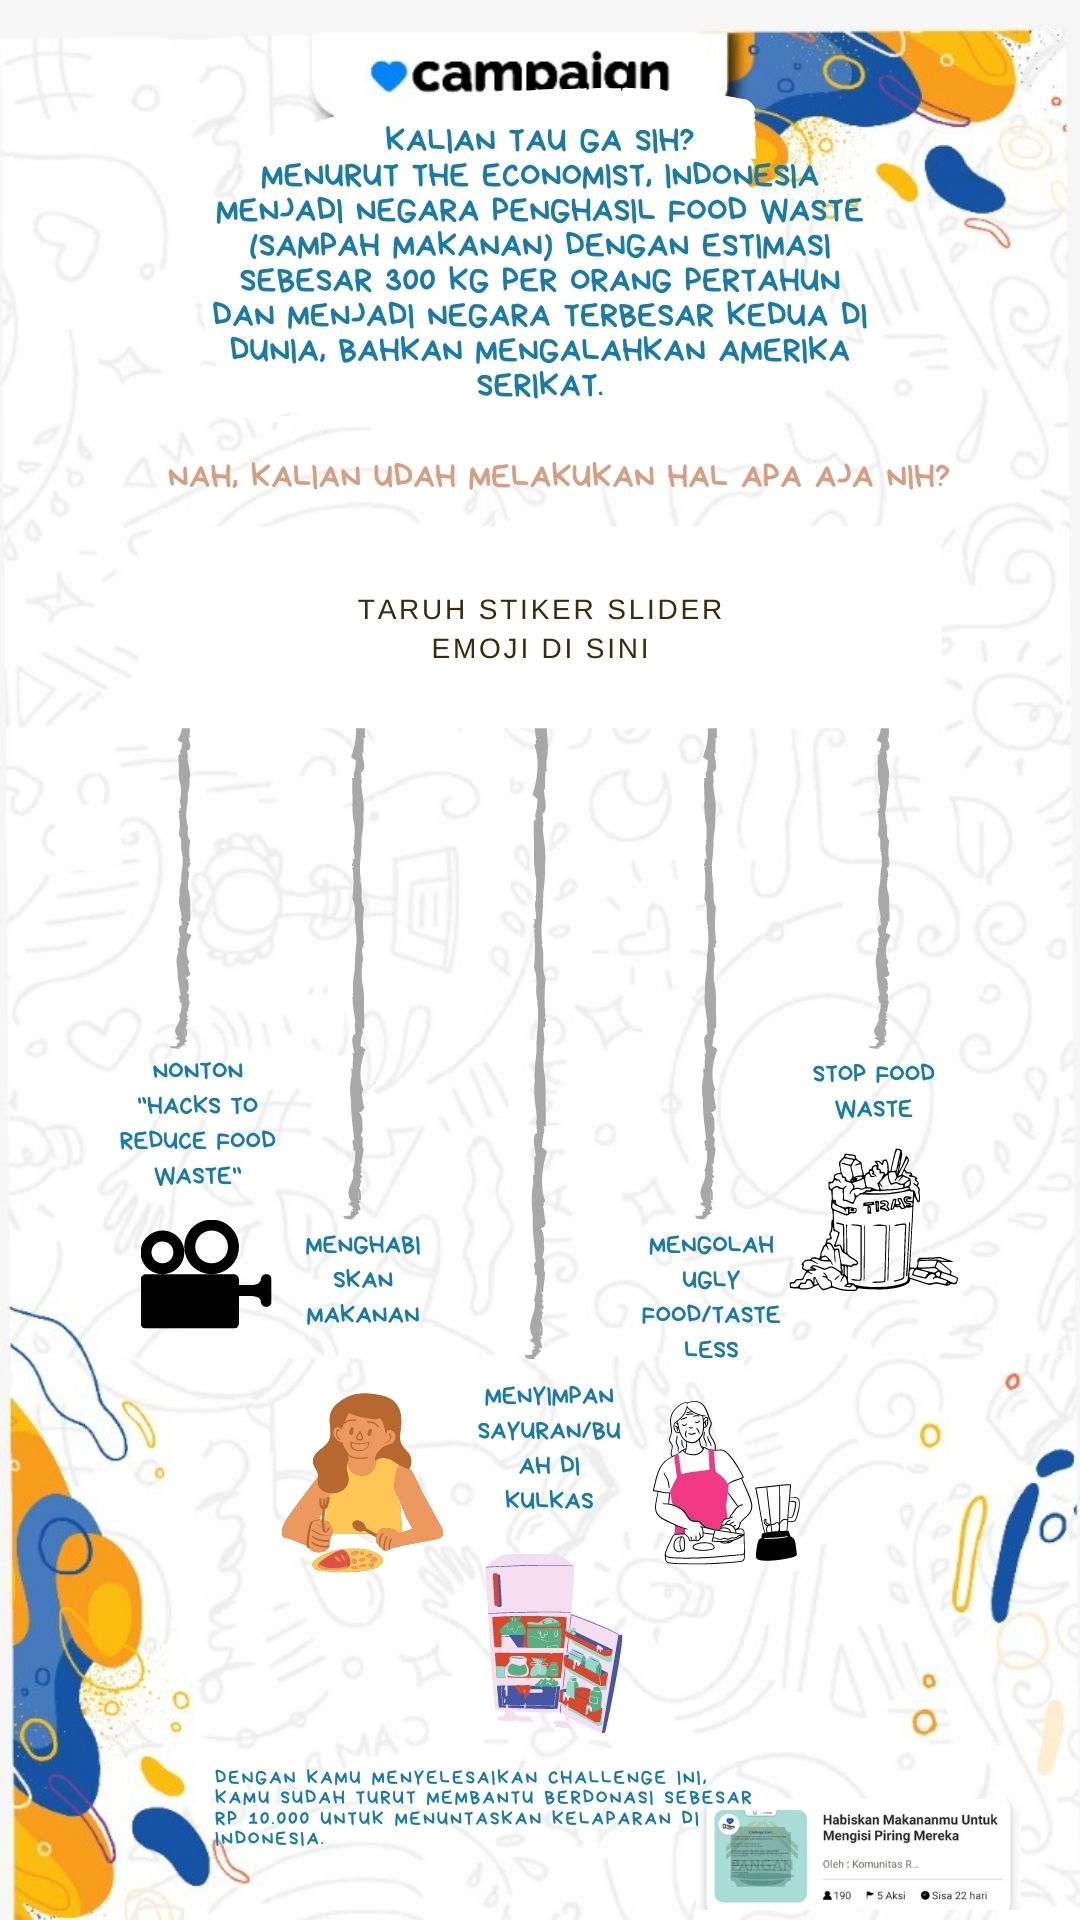 campaign
KALIAN TAU GA SIH?
MENURUT THE ECONOMIST, INDONESIA
MENJADI NEGARA PENGHASIL FOOD WASTE
(SAMPAH MAKANAN) DENGAN ESTIMASI
SEBESAR 300 KG PER ORANG PERTAHUN
DAN MENJADI NEGARA TERBESAR KEDUA DI
DUNIA, BAHKAN MENGALAHKAN AMERIKA
SERIKAT.
NAH, KALIAN UDAH MELAKUKAN HAL APA AJA NIH?
TARUH STIKER SLIDER
EMOJI DI SINI
NONTON
"HACKS TO
REDUCE FOOD
WASTE"
MENGHABI
SKAN
MAKANAN
MENYIMPAN
SAYURAN/BU
AH DI
KULKAS
MENGOLAH
UGLY
FOOD/TASTE
LESS
STOP FOOD
WASTE
TRAS
DENGAN KAMU MENYELESAIKAN CHALLENGE INI,
KAMU SUDAH TURUT MEMBANTU BERDONASI SEBESAR
RP 10.000 UNTUK MENUNTASKAN KELAPARAN DI
INDONESIA.
PANGAN
Habiskan Makananmu Untuk
Mengisi Piring Mereka
Oleh : Komunitas R...
190 5 Aksi Sisa 22 hari